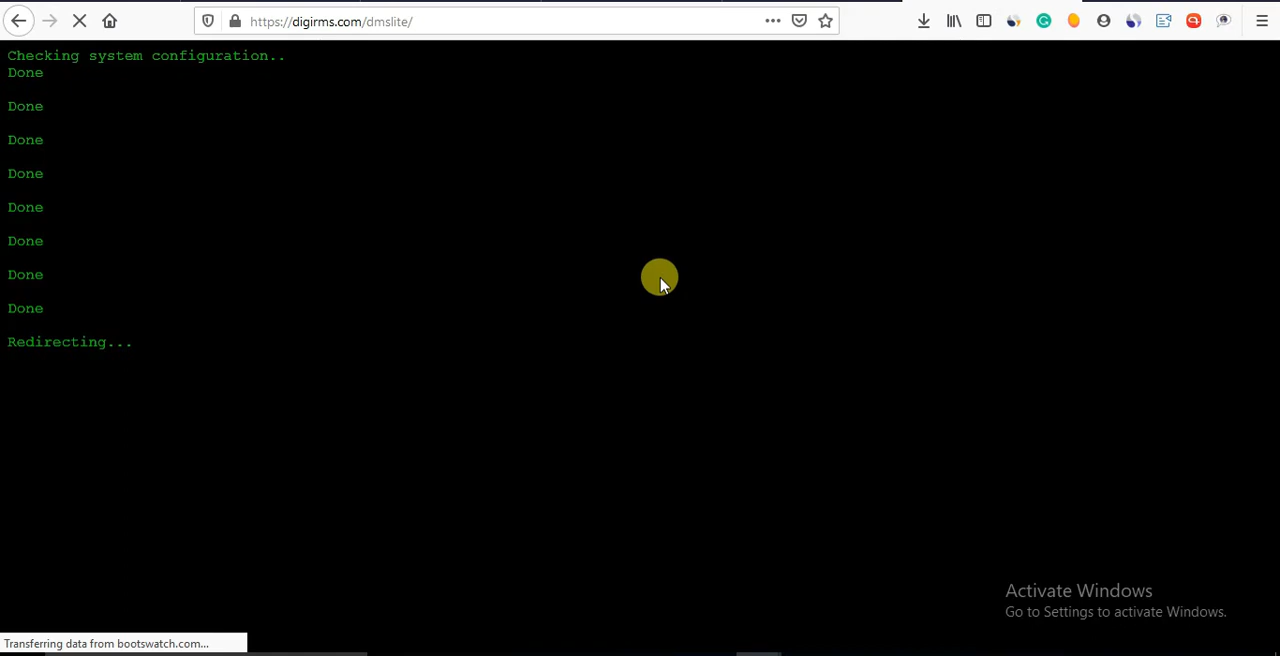 https://digirms.com/dmslite/
Checking system configuration..
Done
Done
Done
Done
Done
Done
Done
Done
Redirecting...
Activate Windows
Go to Settings to activate Windows.
Transferring data from bootswatch.com...